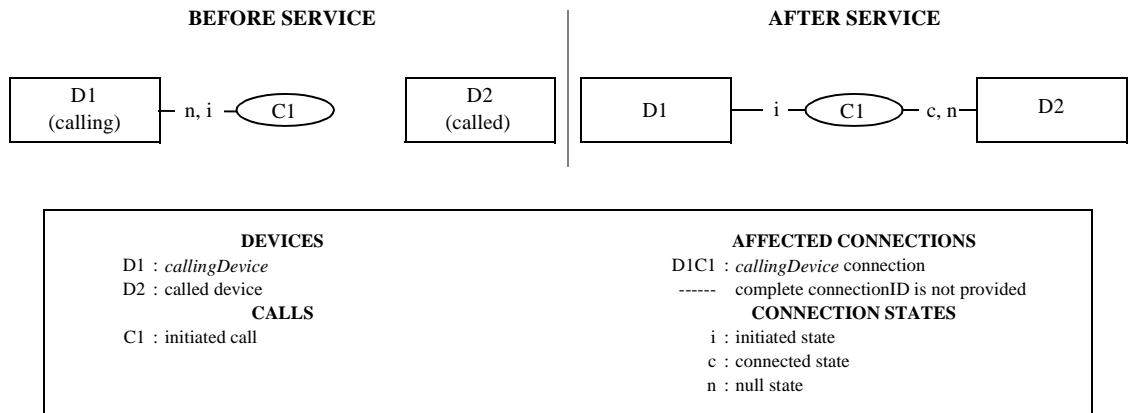 BEFORE SERVICE
AFTER SERVICE
D1
(calling)
n, i
C1
D2
(called)
D1
i
C1
c, n
D2
DEVICES
D1 : callingDevice
D2 : called device
CALLS
C1 : initiated call
AFFECTED CONNECTIONS
D1C1 : callingDevice connection
------ complete connectionID is not provided
CONNECTION STATES
i : initiated state
c : connected state
n : null state